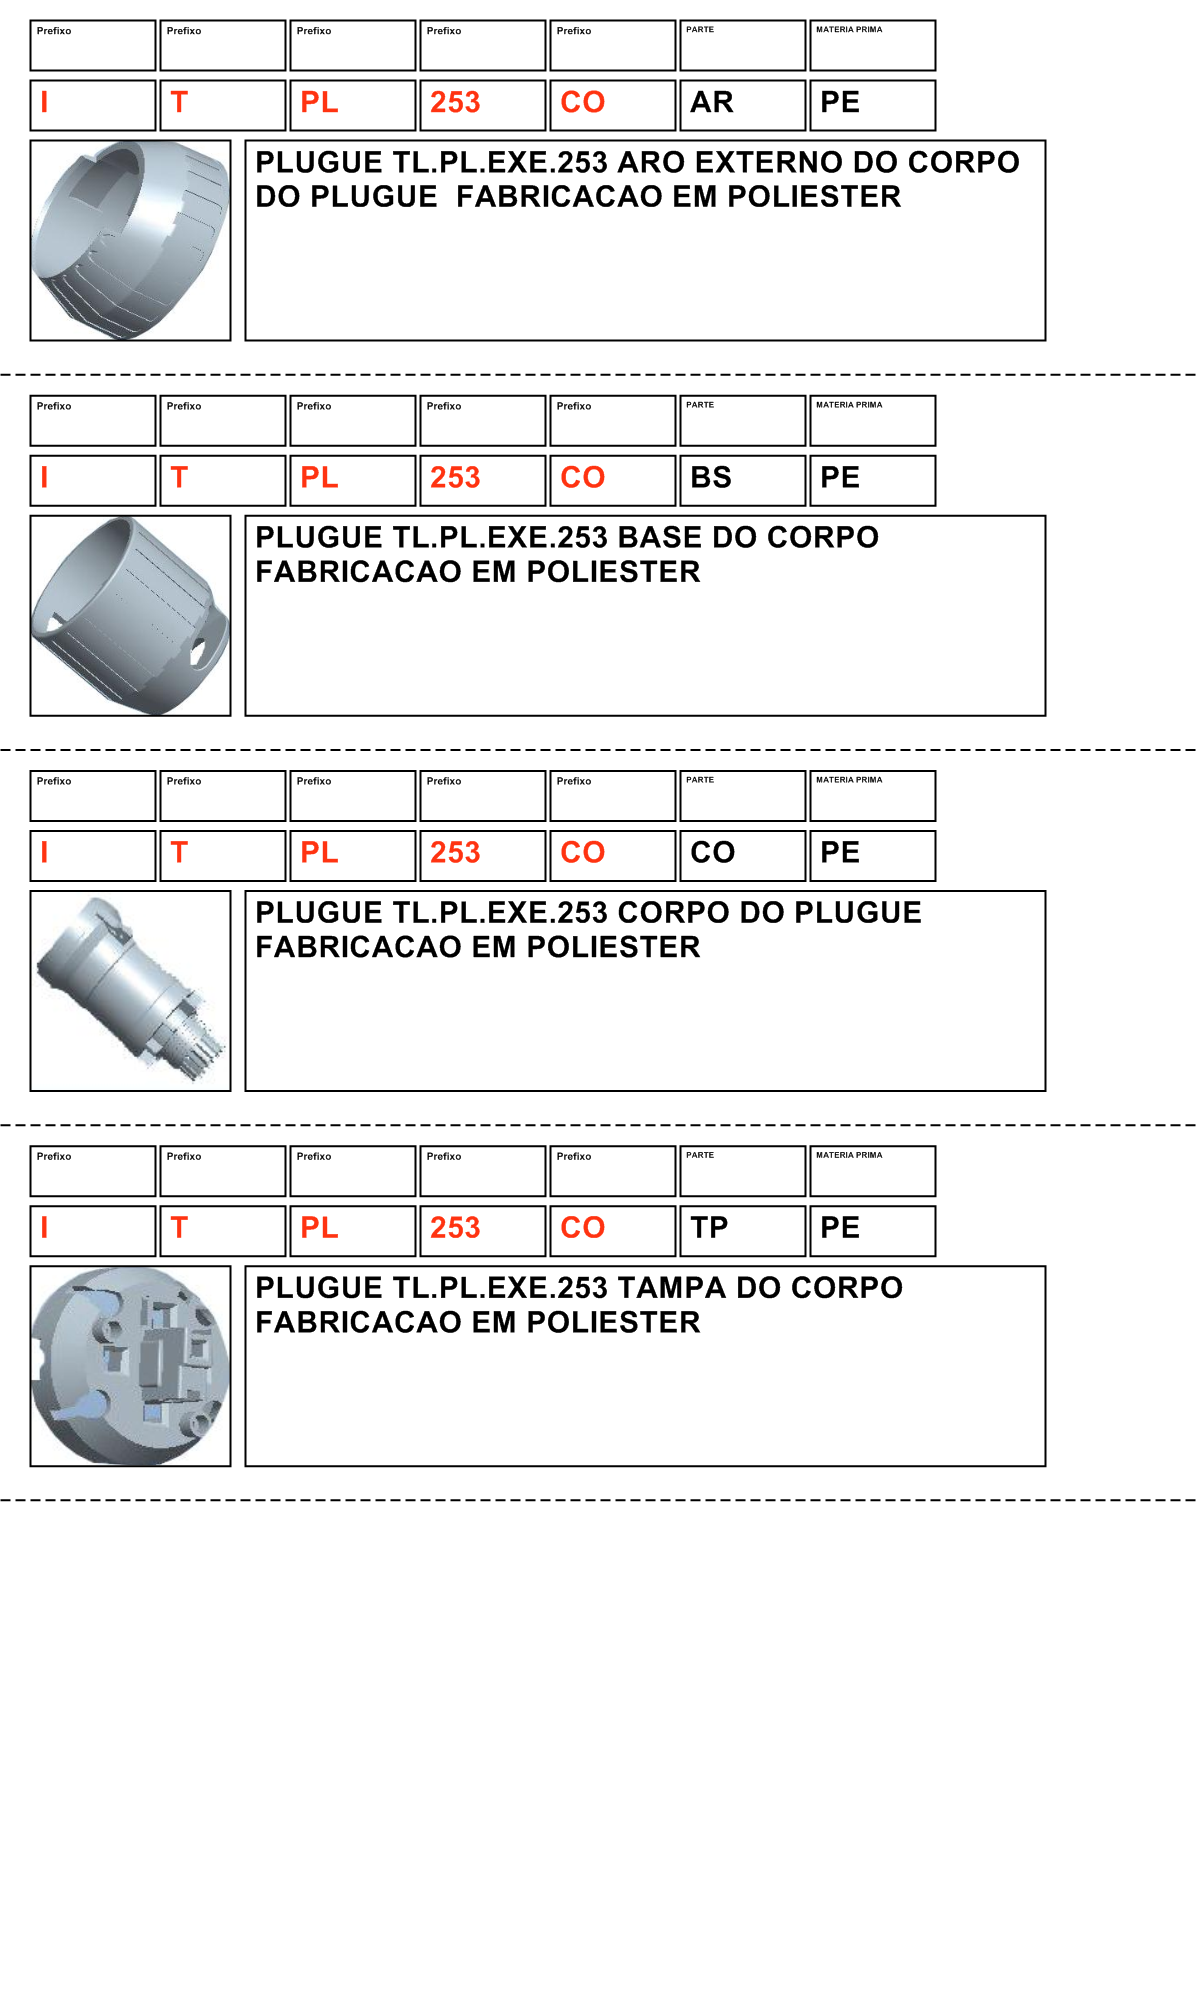 Prefixo Prefixo Prefixo Prefixo Prefixo PARTE MATERIA PRIMA
I T PL 253 CO AR PE
PLUGUE TL.PL.EXE.253 ARO EXTERNO DO CORPO
DO PLUGUE  FABRICACAO EM POLIESTER
Prefixo Prefixo Prefixo Prefixo Prefixo PARTE MATERIA PRIMA
I T PL 253 CO BS PE
PLUGUE TL.PL.EXE.253 BASE DO CORPO
FABRICACAO EM POLIESTER
Prefixo Prefixo Prefixo Prefixo Prefixo PARTE MATERIA PRIMA
I T PL 253 CO CO PE
PLUGUE TL.PL.EXE.253 CORPO DO PLUGUE
FABRICACAO EM POLIESTER
Prefixo Prefixo Prefixo Prefixo Prefixo PARTE MATERIA PRIMA
I T PL 253 CO TP PE
PLUGUE TL.PL.EXE.253 TAMPA DO CORPO
FABRICACAO EM POLIESTER